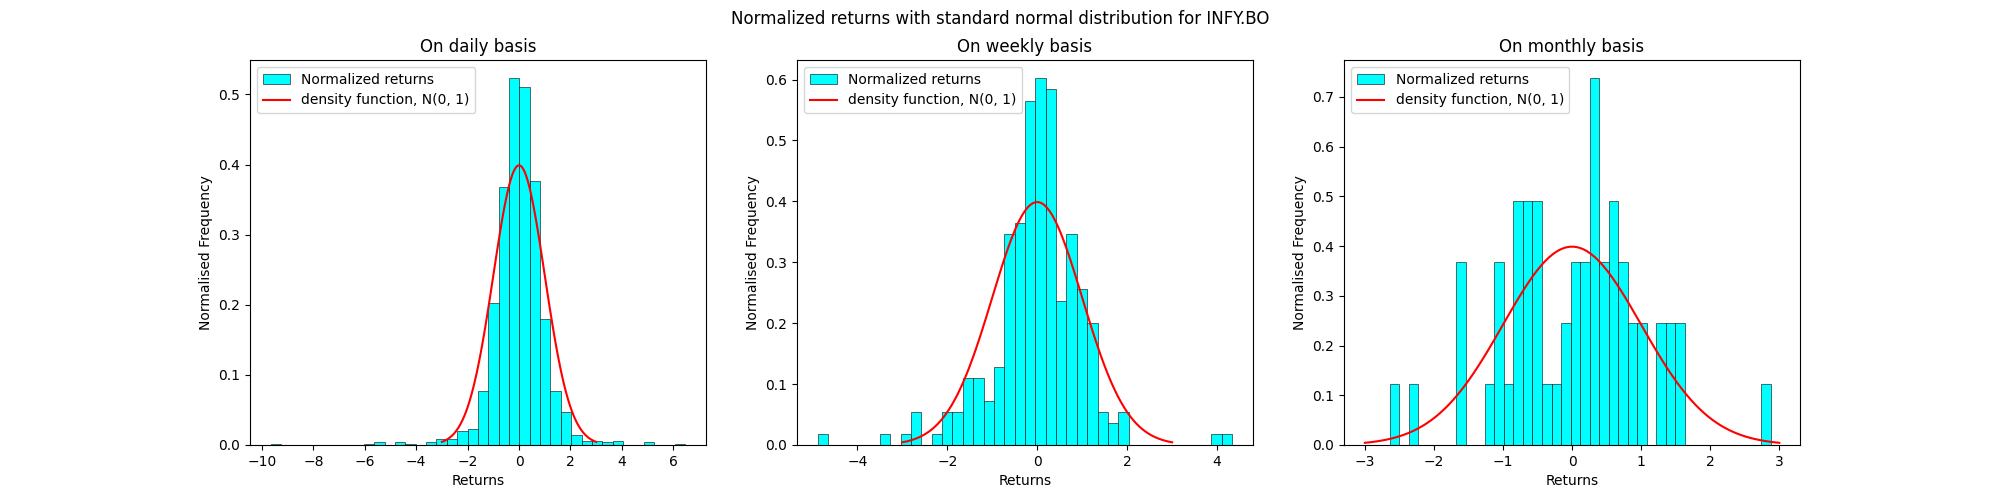 Normalized returns with standard normal distribution for INFY.BO
On daily basis
Normalized returns
density function, N(0, 1)
Normalised Frequency
0.5
0.4
0.3
0.2
0.1
0.0
−10 −8 −6 −4 −2 0 2 4 6
Returns
On weekly basis
Normalized returns
density function, N(0, 1)
Normalised Frequency
0.6
0.5
0.4
0.3
0.2
0.1
0.0
−4 −2 0 2 4
Returns
On monthly basis
Normalized returns
density function, N(0, 1)
Normalised Frequency
0.7
0.6
0.5
0.4
0.3
0.2
0.1
0.0
−3 −2 −1 0 1 2 3
Returns